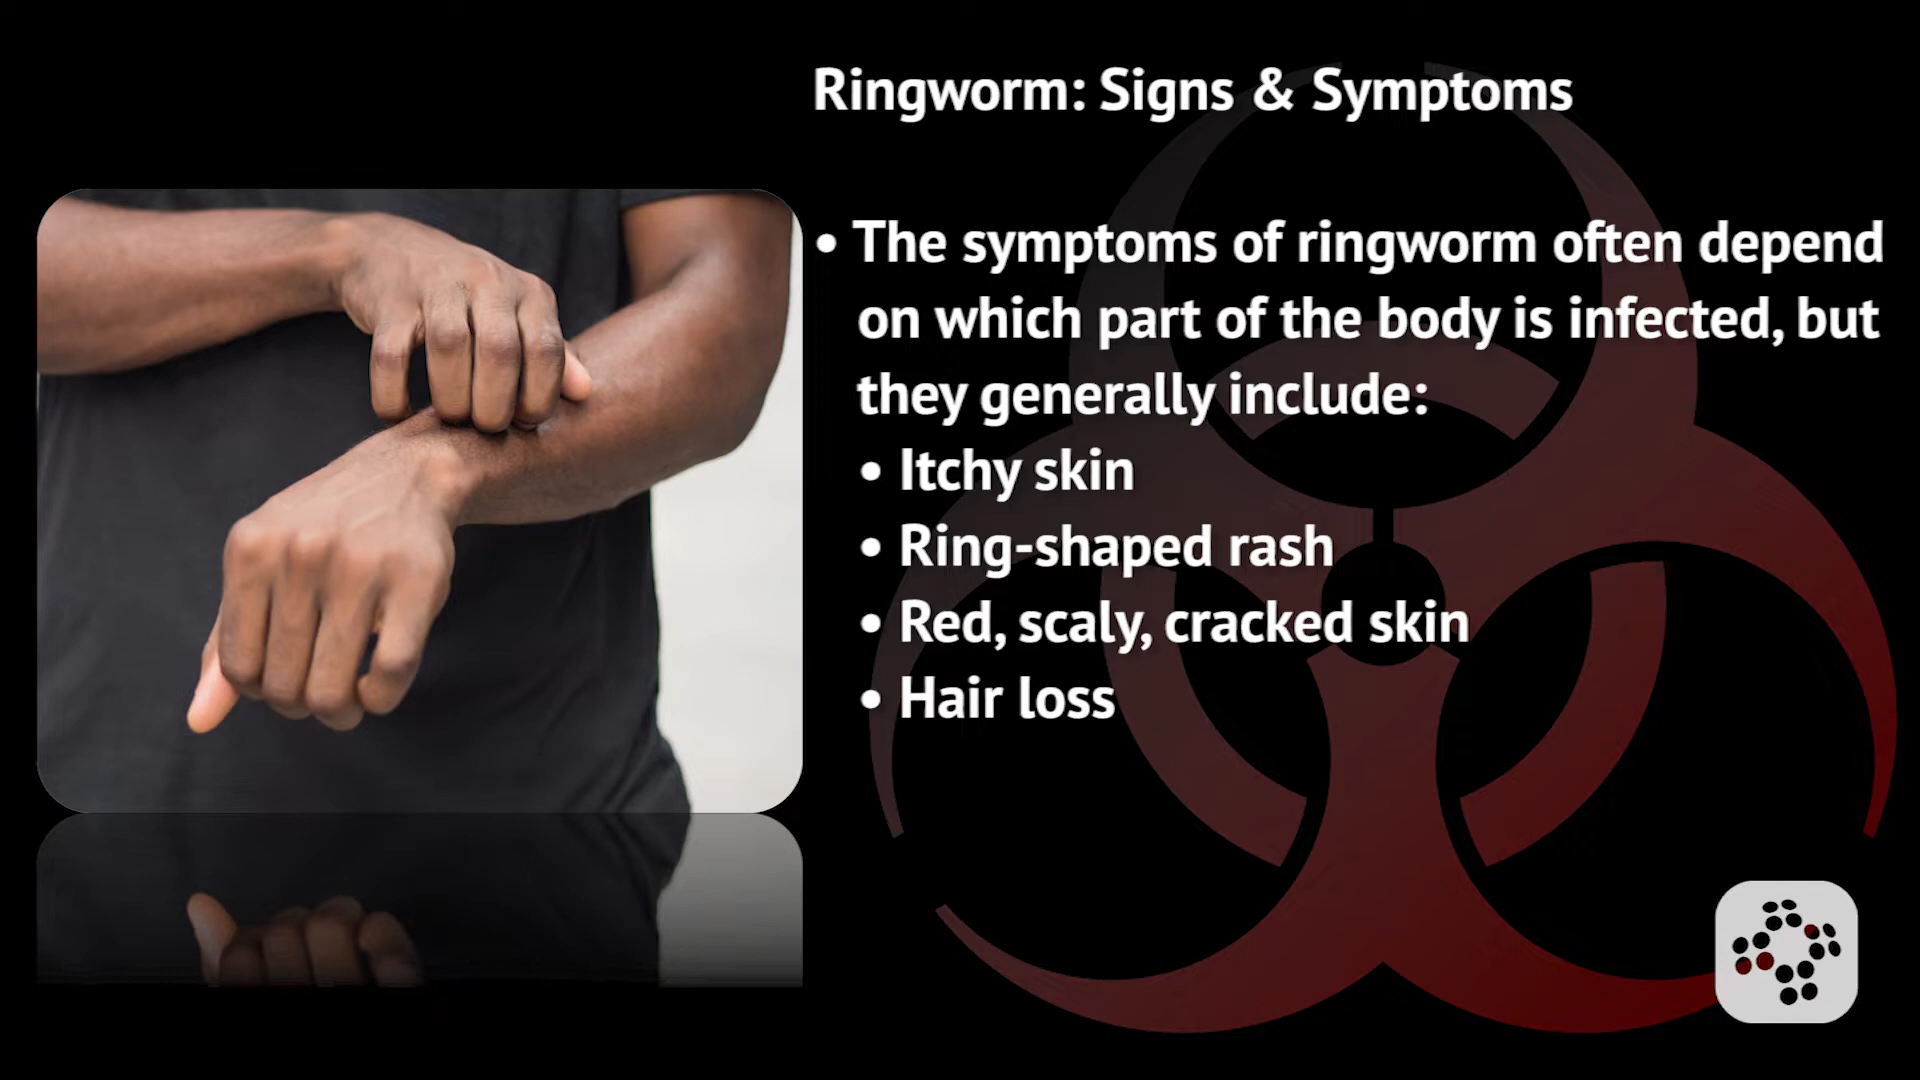 Ringworm: Signs & Symptoms
• The symptoms of ringworm often depend
on which part of the body is infected, but
they generally include:
• Itchy skin
• Ring-shaped rash
• Red, scaly, cracked skin
• Hair loss